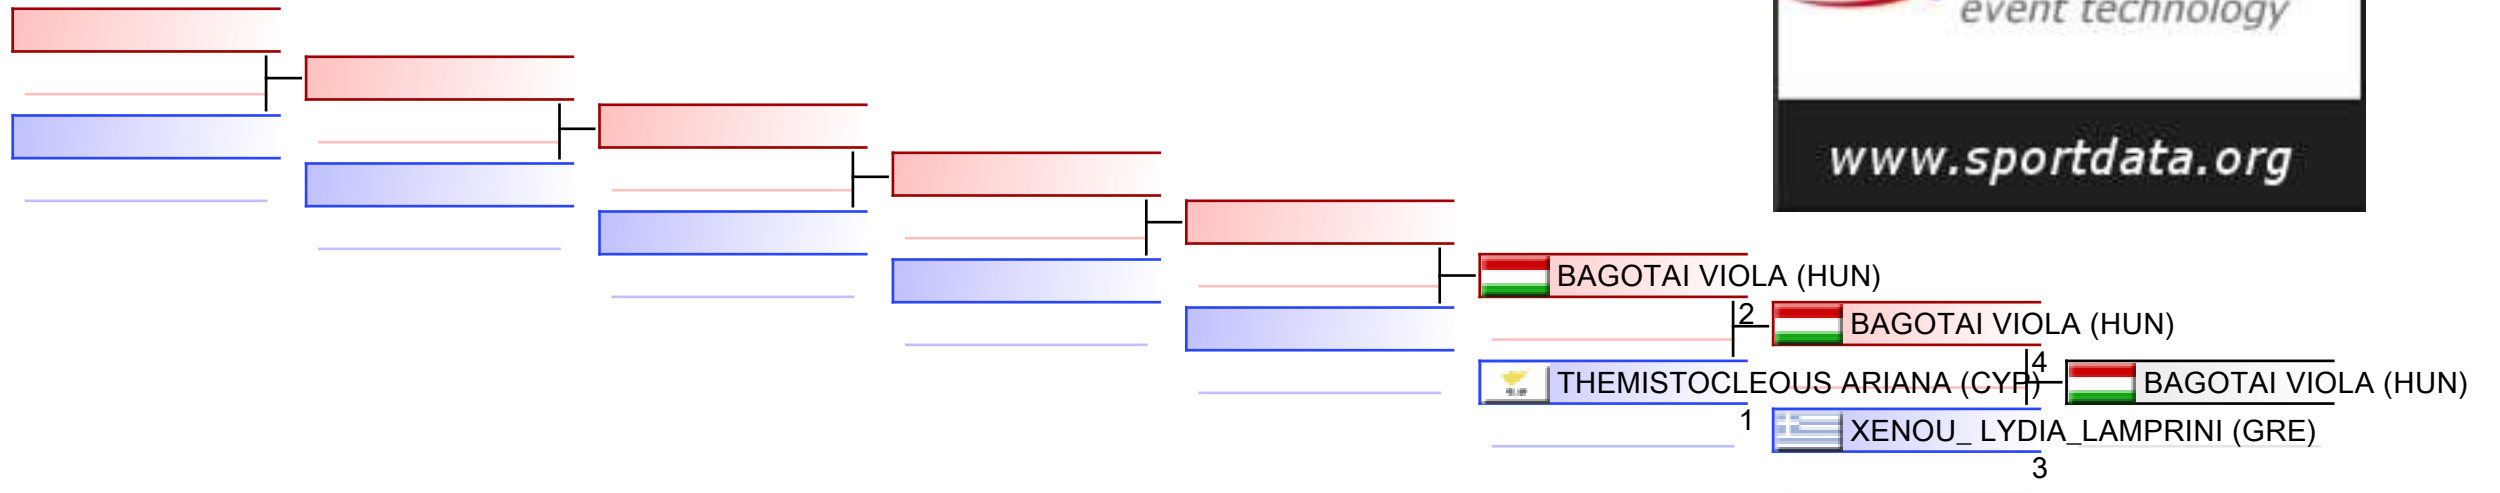 event technology
www.sportdata.org
BAGOTAI VIOLA (HUN)
2
BAGOTAI VIOLA (HUN)
THEMISTOCLEOUS ARIANA (CYP)
4
BAGOTAI VIOLA (HUN)
1
XENOU_ LYDIA_LAMPRINI (GRE)
3